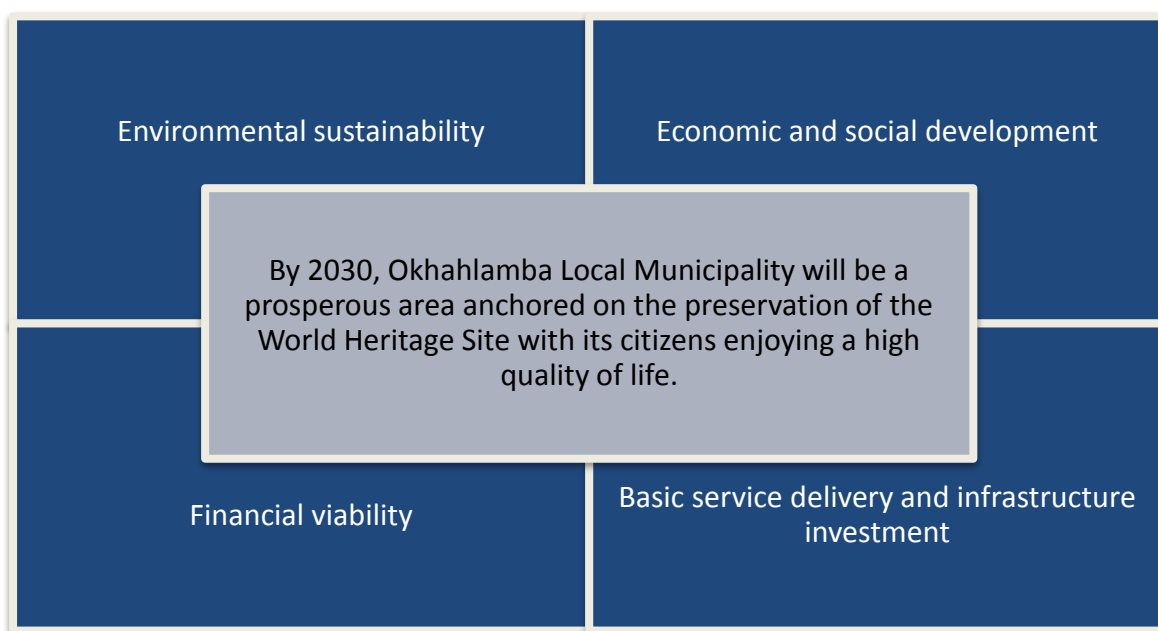 Environmental sustainability
Economic and social development
By 2030, Okhahlamba Local Municipality will be a
prosperous area anchored on the preservation of the
World Heritage Site with its citizens enjoying a high
quality of life.
Financial viability
Basic service delivery and infrastructure
investment